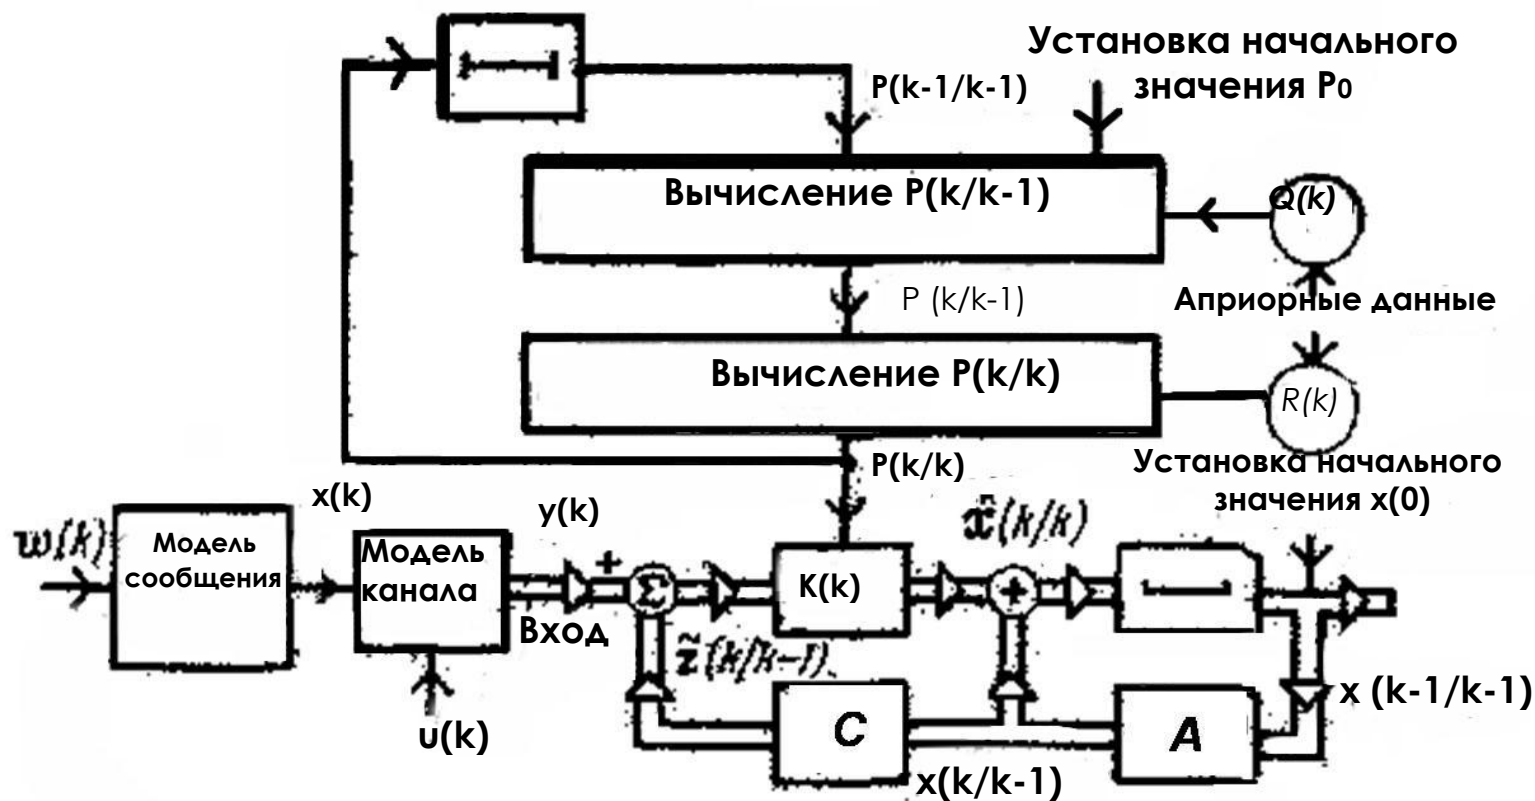 Установка начального
значения P0
P(k-1/k-1)
Вычисление P(k/k-1)
Q(k)
P (k/k-1)
Априорные данные
Вычисление P(k/k)
R(k)
P(k/k)
Установка начального
значения x(0)
w(k)
Модель
сообщения
x(k)
Модель
канала
u(k)
y(k)
Вход
+
Σ
z̃(k/k-1)
K(k)
x̂(k/k)
+
x (k-1/k-1)
C
x(k/k-1)
A